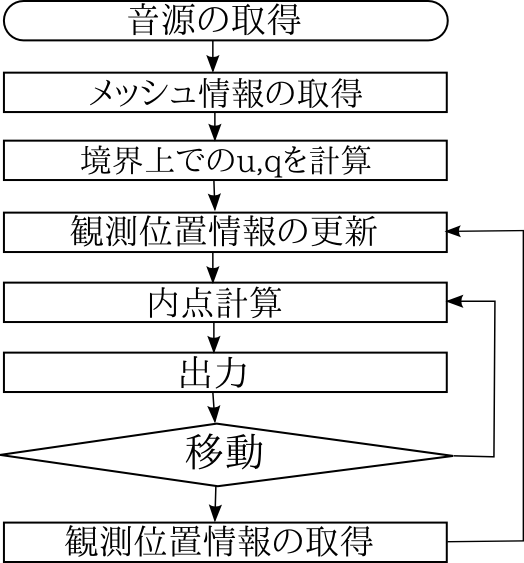 音源の取得
メッシュ情報の取得
境界上でのu,qを計算
観測位置情報の更新
内点計算
出力
移動
観測位置情報の取得